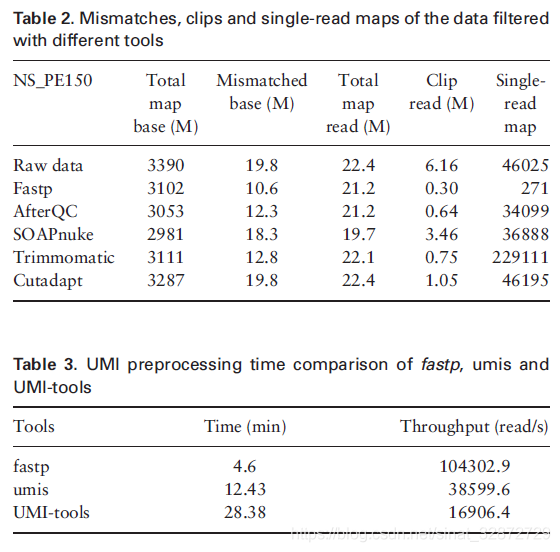 Table 2. Mismatches, clips and single-read maps of the data filtered
with different tools
NS_PE150 Total map base (M) Mismatched base (M) Total map read (M) Clip read (M) Single-read map
Raw data 3390 19.8 22.4 6.16 46025
Fastp 3102 10.6 21.2 0.30 271
AfterQC 3053 12.3 21.2 0.64 34099
SOAPnuke 2981 18.3 19.7 3.46 36888
Trimmomatic 3111 12.8 22.1 0.75 229111
Cutadapt 3287 19.8 22.4 1.05 46195
Table 3. UMI preprocessing time comparison of fastp, umis and
UMI-tools
Tools Time (min) Throughput (read/s)
fastp 4.6 104302.9
umis 12.43 38599.6
UMI-tools 28.38 16906.4